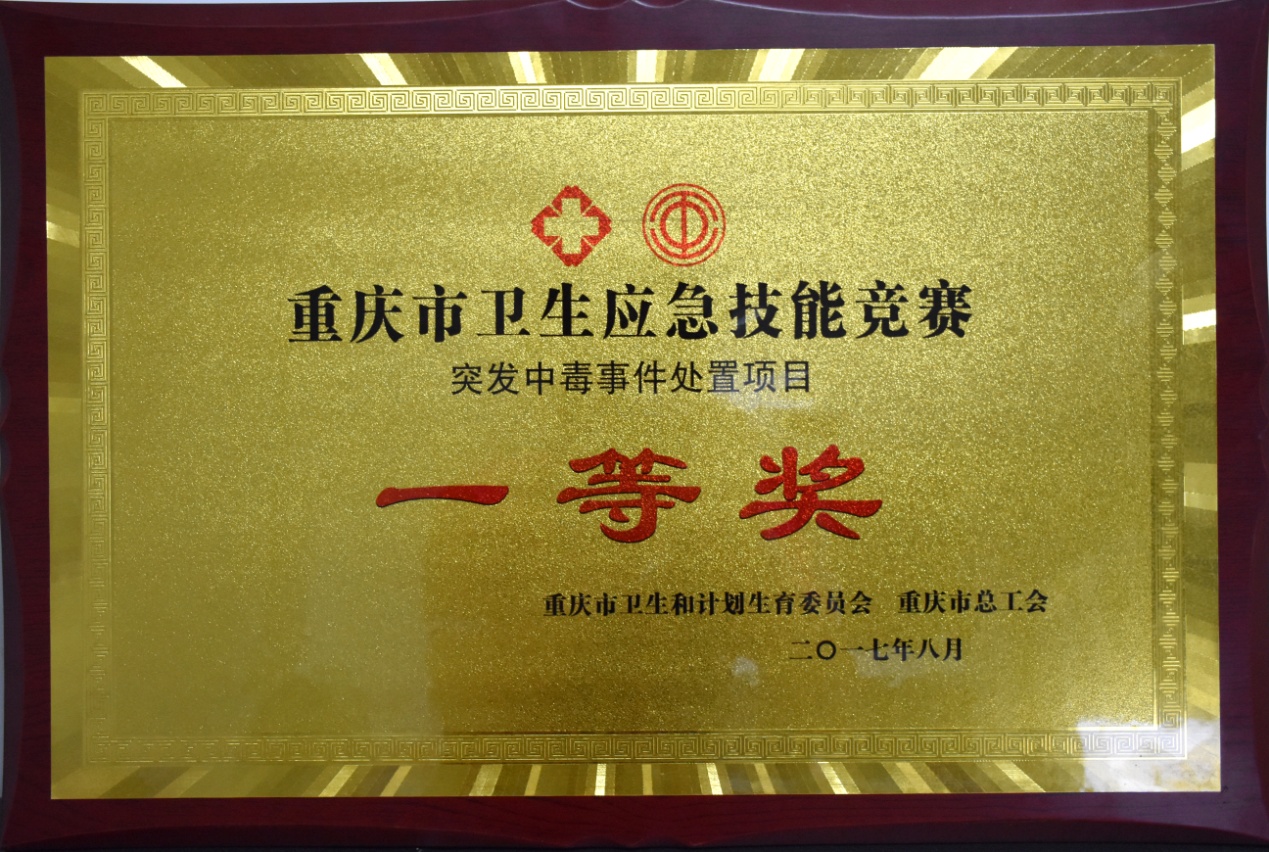 重庆市卫生应急技能竞赛
突发中毒事件处置项目
一等奖
重庆市卫生和计划生育委员会 重庆市总工会
二〇一七年八月